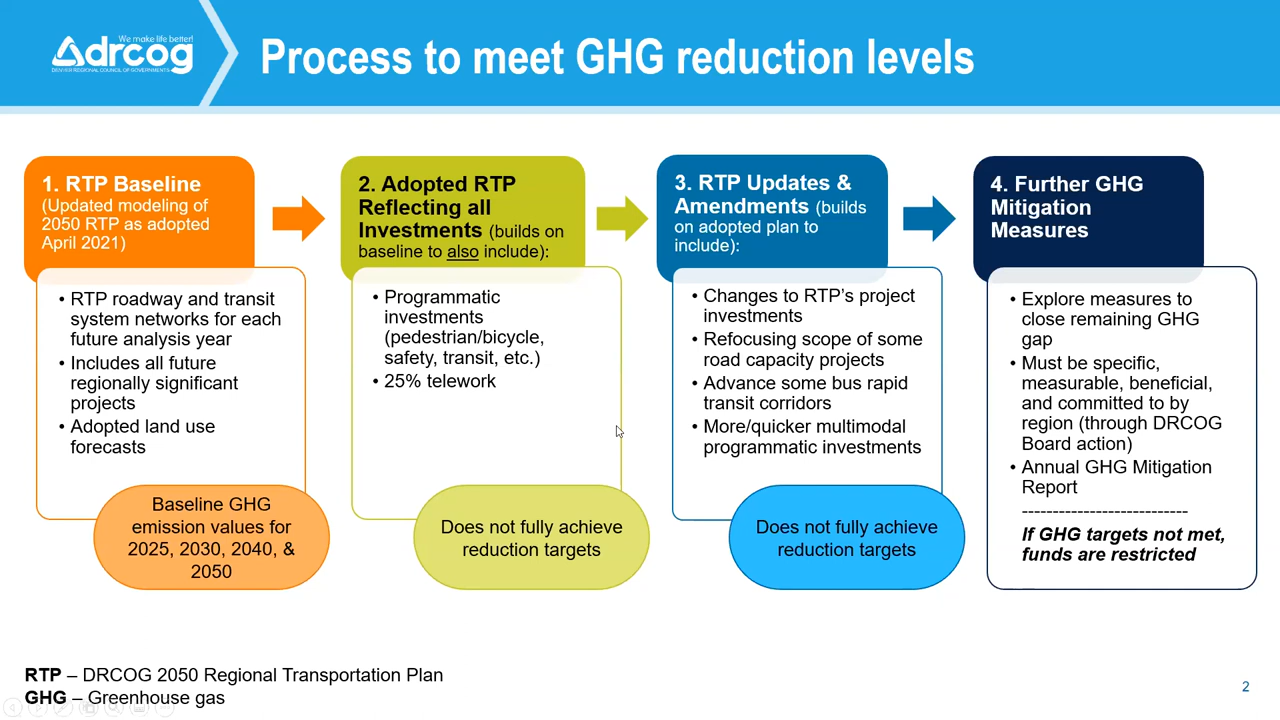 We make life better!
drcog
DENVER REGIONAL COUNCIL OF GOVERNMENTS
Process to meet GHG reduction levels
1. RTP Baseline
(Updated modeling of
2050 RTP as adopted
April 2021)
• RTP roadway and transit
system networks for each
future analysis year
• Includes all future
regionally significant
projects
• Adopted land use
forecasts
Baseline GHG
emission values for
2025, 2030, 2040, &
2050
2. Adopted RTP
Reflecting all
Investments (builds on
baseline to also include):
• Programmatic
investments
(pedestrian/bicycle,
safety, transit, etc.)
• 25% telework
Does not fully achieve
reduction targets
3. RTP Updates &
Amendments (builds
on adopted plan to
include):
• Changes to RTP's project
investments
• Refocusing scope of some
road capacity projects
• Advance some bus rapid
transit corridors
• More/quicker multimodal
programmatic investments
Does not fully achieve
reduction targets
4. Further GHG
Mitigation
Measures
• Explore measures to
close remaining GHG
gap
• Must be specific,
measurable, beneficial,
and committed to by
region (through DRCOG
Board action)
• Annual GHG Mitigation
Report
---------------------------
If GHG targets not met,
funds are restricted
RTP – DRCOG 2050 Regional Transportation Plan
GHG – Greenhouse gas
2